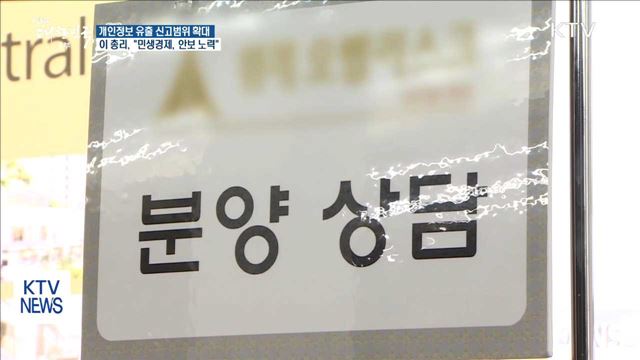 개인정보 유출 신고범위 확대
이 총리, "민생경제, 안보 노력"
KTV
tral
분양 상담
KTV
NEWS